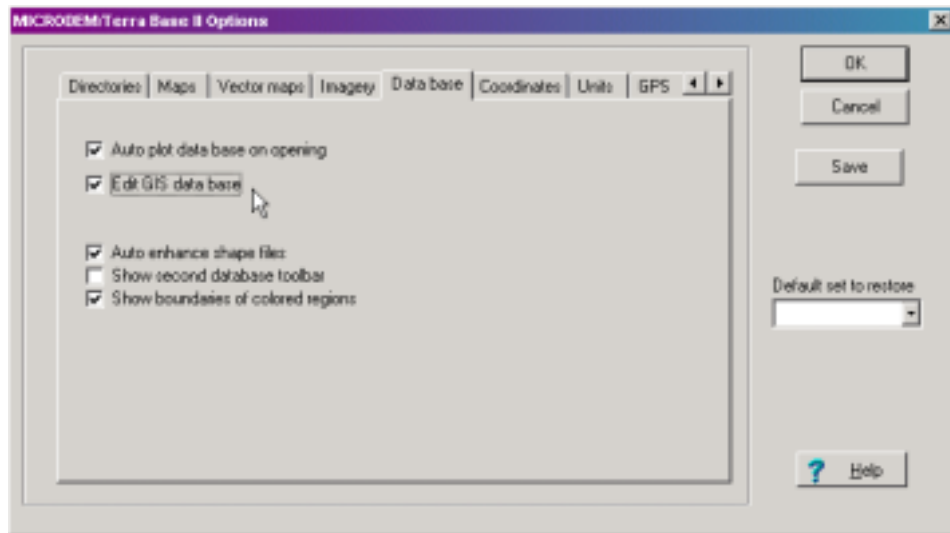 MICRODEM/Terra Base II Options
Directories Maps Vector maps Imagery Data base Coordinates Units GPS
OK
Cancel
Save
Auto plot data base on opening
Edit GIS data base
Auto enhance shape files
Show second database toolbar
Show boundaries of colored regions
Default set to restore
? Help